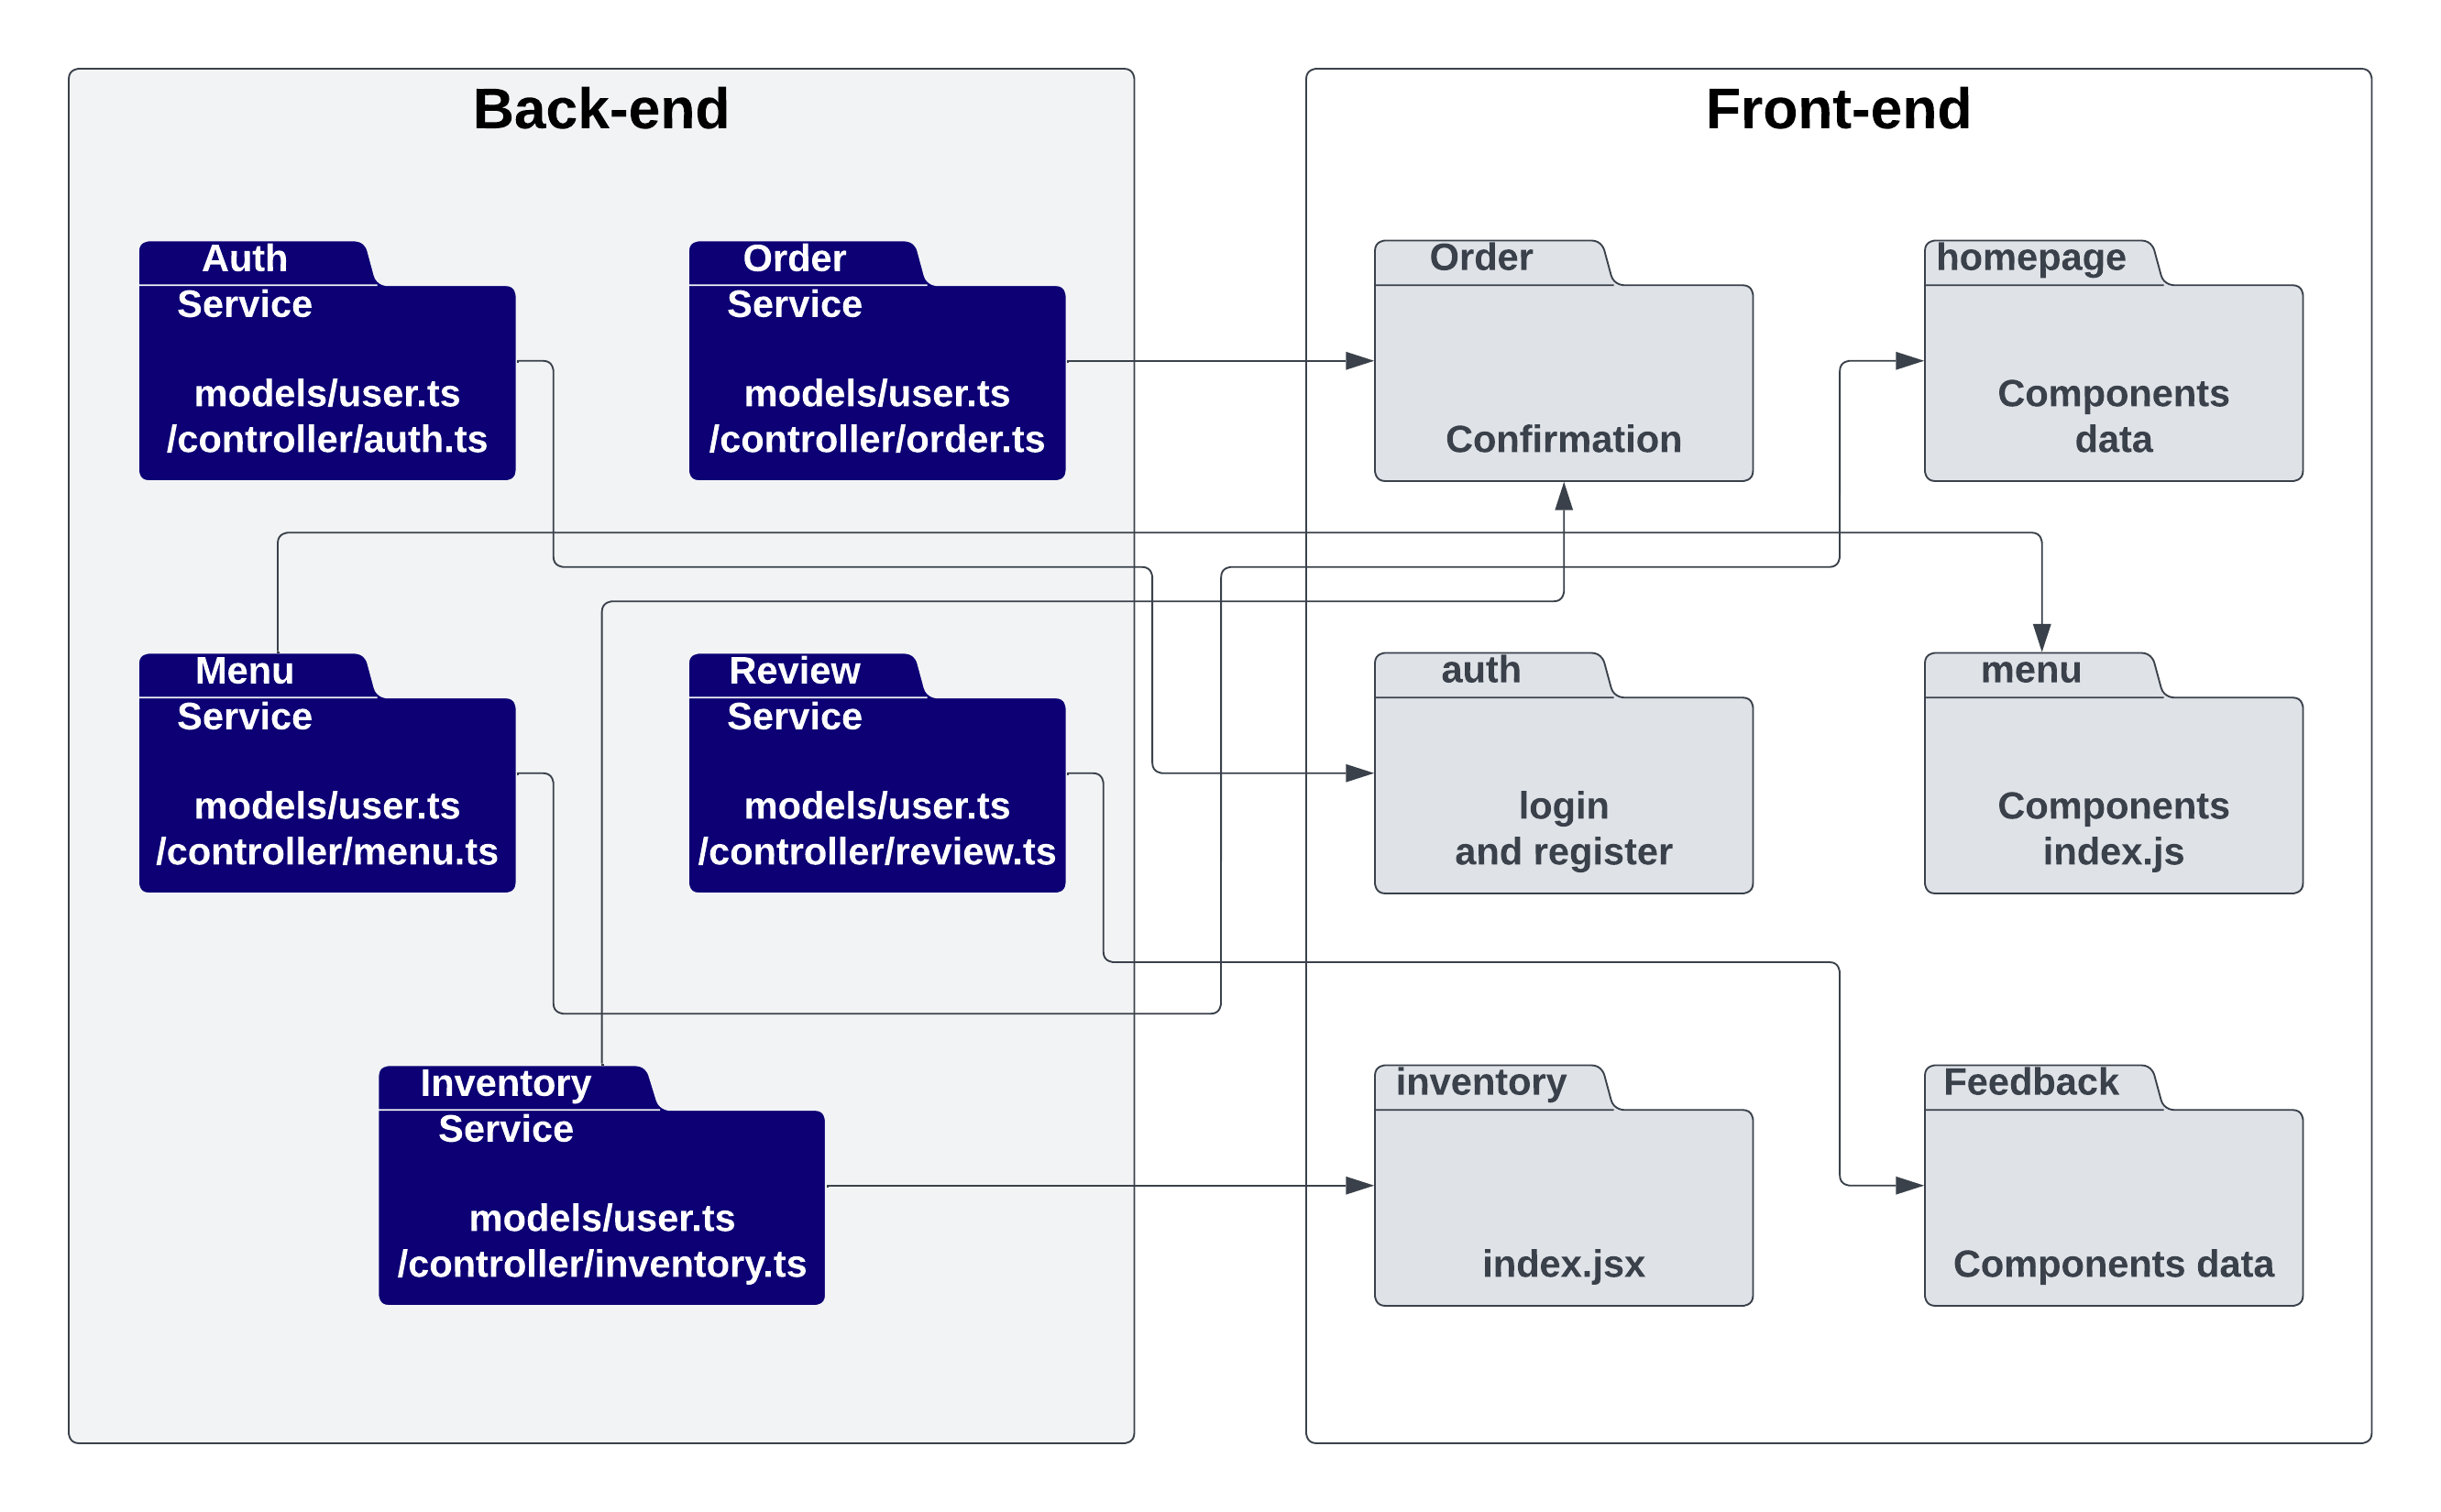 Back-end
Auth
Service
models/user.ts
/controller/auth.ts
Order
Service
models/user.ts
/controller/order.ts
Menu
Service
models/user.ts
/controller/menu.ts
Review
Service
models/user.ts
/controller/review.ts
Inventory
Service
models/user.ts
/controller/inventory.ts
Front-end
Order
Confirmation
homepage
Components
data
auth
login
and register
menu
Components
index.js
inventory
index.jsx
Feedback
Components data